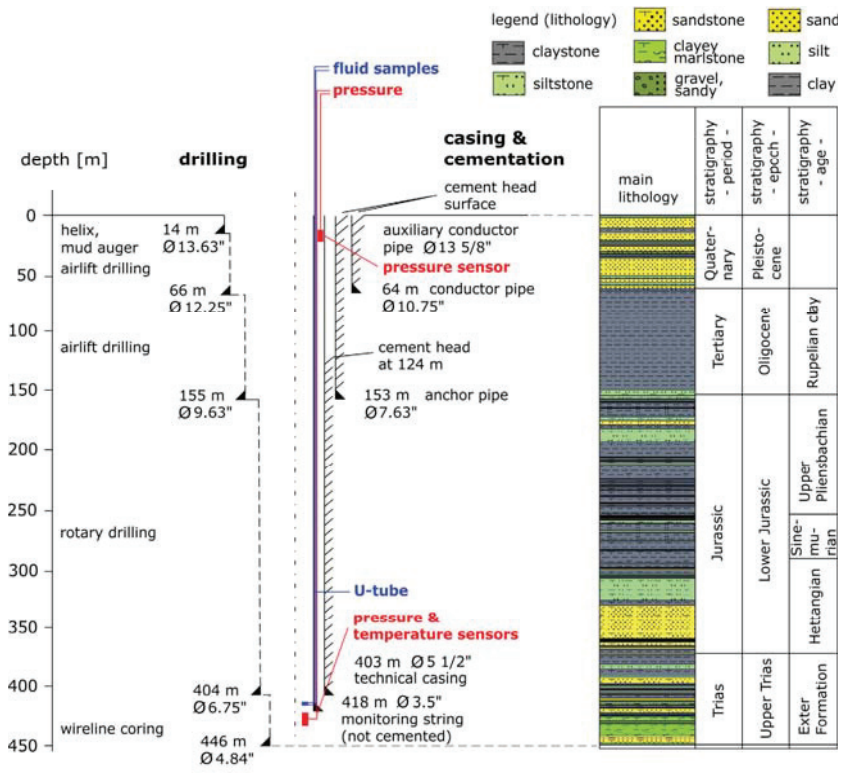 legend (lithology)
sandstone
sand
claystone
clayey
marlstone
silt
siltstone
gravel,
sandy
clay
fluid samples
pressure
depth [m]
drilling
casing &
cementation
cement head
surface
main
lithology
stratigraphy
- period -
stratigraphy
- epcch -
stratigraphy
- age -
0
50
100
150
200
250
300
350
400
450
helix,
mud auger
14 m
Ø13.63"
airlift drilling
66 m
Ø12.25"
airlift drilling
155 m
Ø9.63"
rotary drilling
404 m
Ø6.75"
wireline coring
446 m
Ø4.84"
auxiliary conductor
pipe Ø13 5/8"
pressure sensor
64 m conductor pipe
Ø10.75"
cement head
at 124 m
153 m anchor pipe
Ø7.63"
U-tube
pressure &
temperature sensors
403 m Ø5 1/2"
technical casing
418 m Ø3.5"
monitoring string
(not cemented)
Quater-
nary
Pleisto-
cene
Tertiary
Oligocene
Rupelian clay
Jurassic
Lower Jurassic
Upper
Pliensbachian
Sine-
mu-
rian
Hettangian
Trias
Upper Trias
Exter
Formation